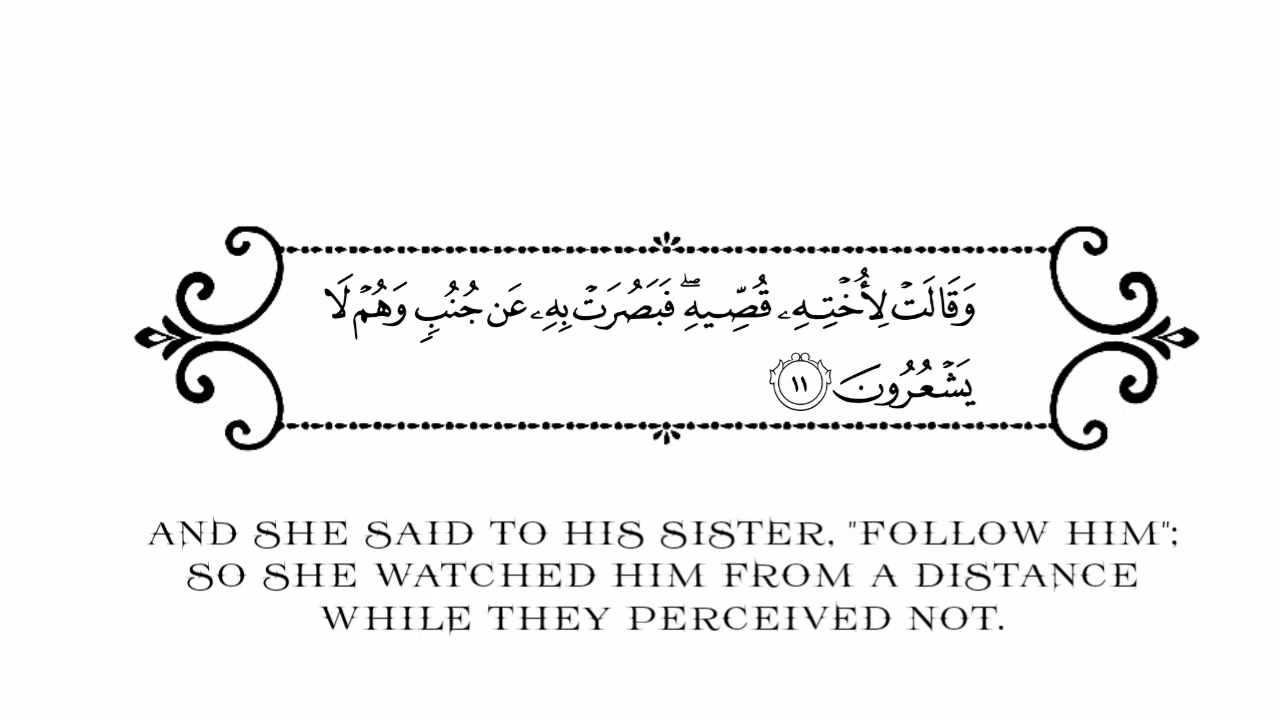 وَقَالَتْ لِأُخْتِهِۦ قُصِّيهِ ۖ فَبَصُرَتْ بِهِۦ عَن جُنُبٍ وَهُمْ لَا
يَشْعُرُونَ ١١
AND SHE SAID TO HIS SISTER, "FOLLOW HIM";
SO SHE WATCHED HIM FROM A DISTANCE
WHILE THEY PERCEIVED NOT.